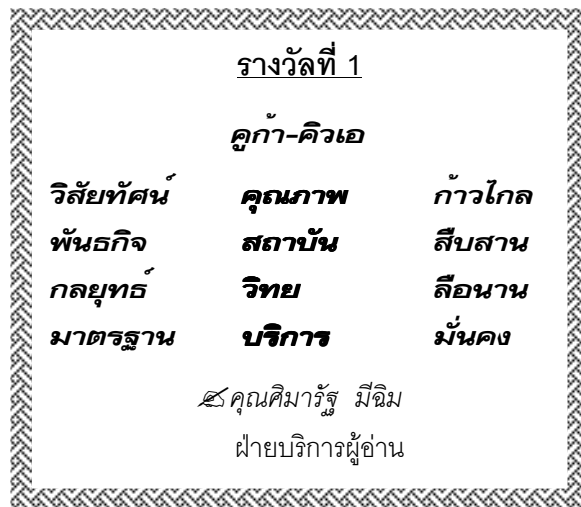 รางวัลที่ 1
คูก้า-คิวเอ
วิสัยทัศน์ คุณภาพ ก้าวไกล
พันธกิจ สถาบัน สืบสาน
กลยุทธ์ วิทย ลือนาน
มาตรฐาน บริการ มั่นคง
คุณศิมารัฐ มีฉิม
ฝ่ายบริการผู้อ่าน